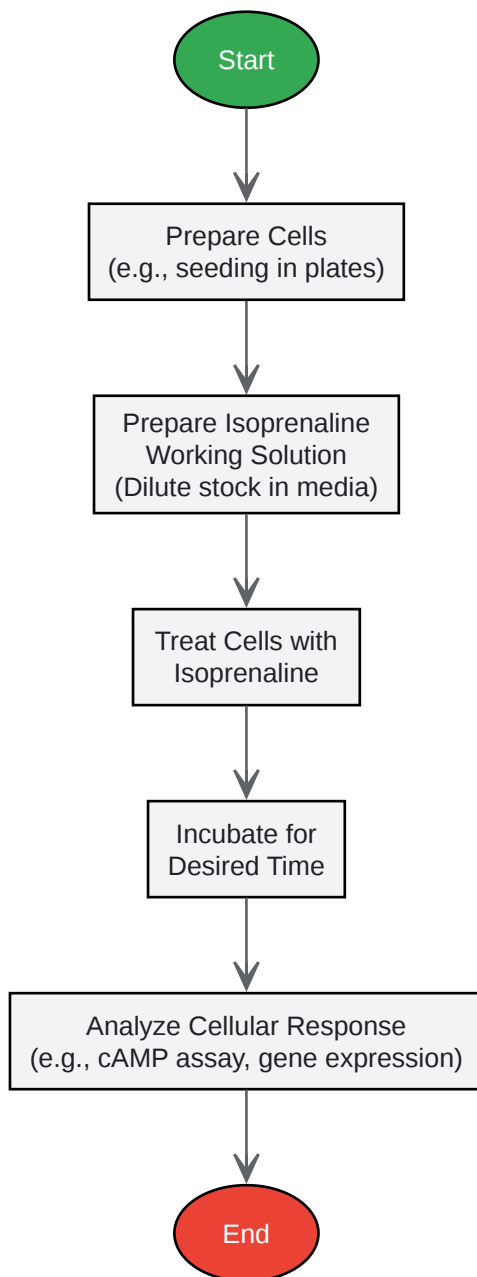 Start
Prepare Cells
(e.g., seeding in plates)
Prepare Isoprenaline
Working Solution
(Dilute stock in media)
Treat Cells with
Isoprenaline
Incubate for
Desired Time
Analyze Cellular Response
(e.g., cAMP assay, gene expression)
End